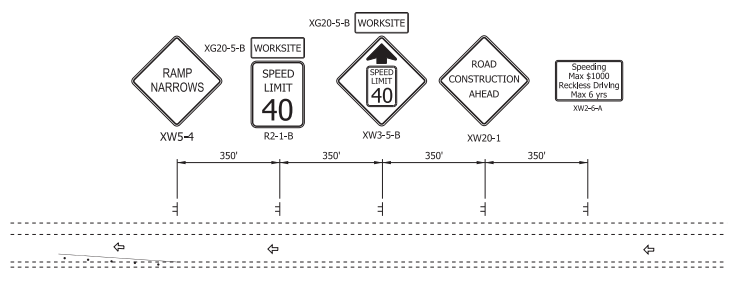 XG20-5-B WORKSITE
XG20-5-B WORKSITE
RAMP
NARROWS
SPEED
LIMIT
40
SPEED
LIMIT
40
ROAD
CONSTRUCTION
AHEAD
Speeding
Max $1000
Reckless Driving
Max 6 yrs
XW5-4
R2-1-B
XW3-5-B
XW20-1
XW2-6-A
350'
350'
350'
350'